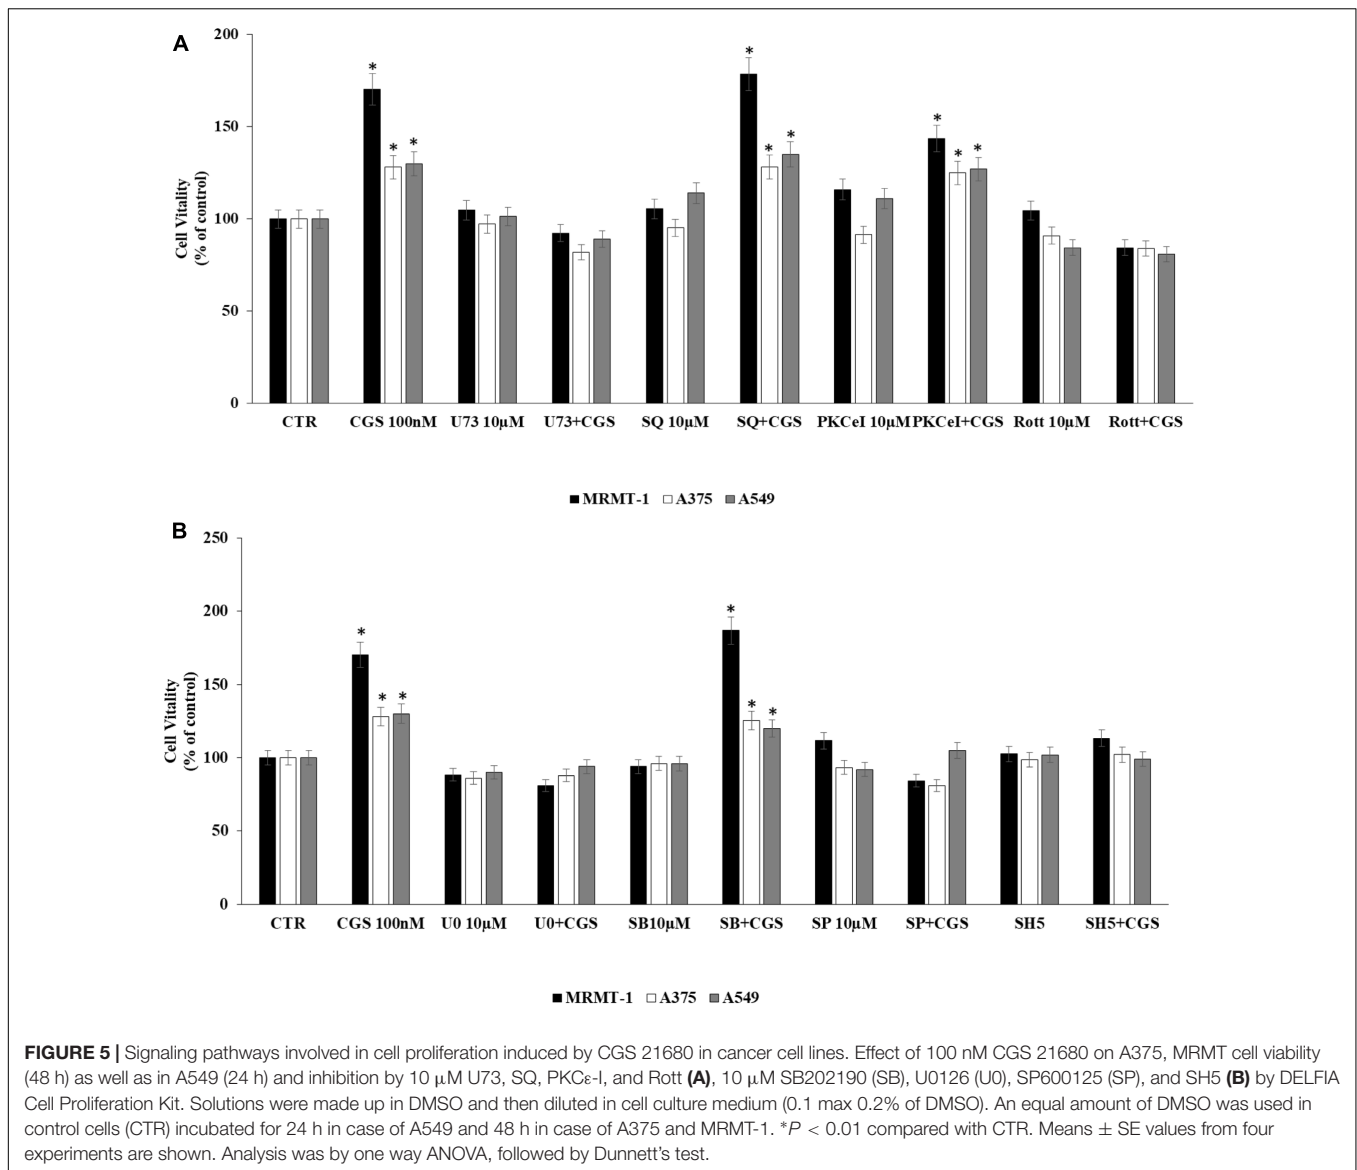 A
200
150
100
50
0
Cell Vitality
(% of control)
* * * * * * * * *
CTR CGS 100nM U73 10µM U73+CGS SQ 10µM SQ+CGS PKCeI 10µM PKCeI+CGS Rott 10µM Rott+CGS
MRMT-1 A375 A549
B
250
200
150
100
50
0
Cell Vitality
(% of control)
* * * * * *
CTR CGS 100nM U0 10µM U0+CGS SB10µM SB+CGS SP 10µM SP+CGS SH5 SH5+CGS
MRMT-1 A375 A549
FIGURE 5 | Signaling pathways involved in cell proliferation induced by CGS 21680 in cancer cell lines. Effect of 100 nM CGS 21680 on A375, MRMT cell viability
(48 h) as well as in A549 (24 h) and inhibition by 10 µM U73, SQ, PKCε-I, and Rott (A), 10 µM SB202190 (SB), U0126 (U0), SP600125 (SP), and SH5 (B) by DELFIA
Cell Proliferation Kit. Solutions were made up in DMSO and then diluted in cell culture medium (0.1 max 0.2% of DMSO). An equal amount of DMSO was used in
control cells (CTR) incubated for 24 h in case of A549 and 48 h in case of A375 and MRMT-1. *P < 0.01 compared with CTR. Means ± SE values from four
experiments are shown. Analysis was by one way ANOVA, followed by Dunnett's test.